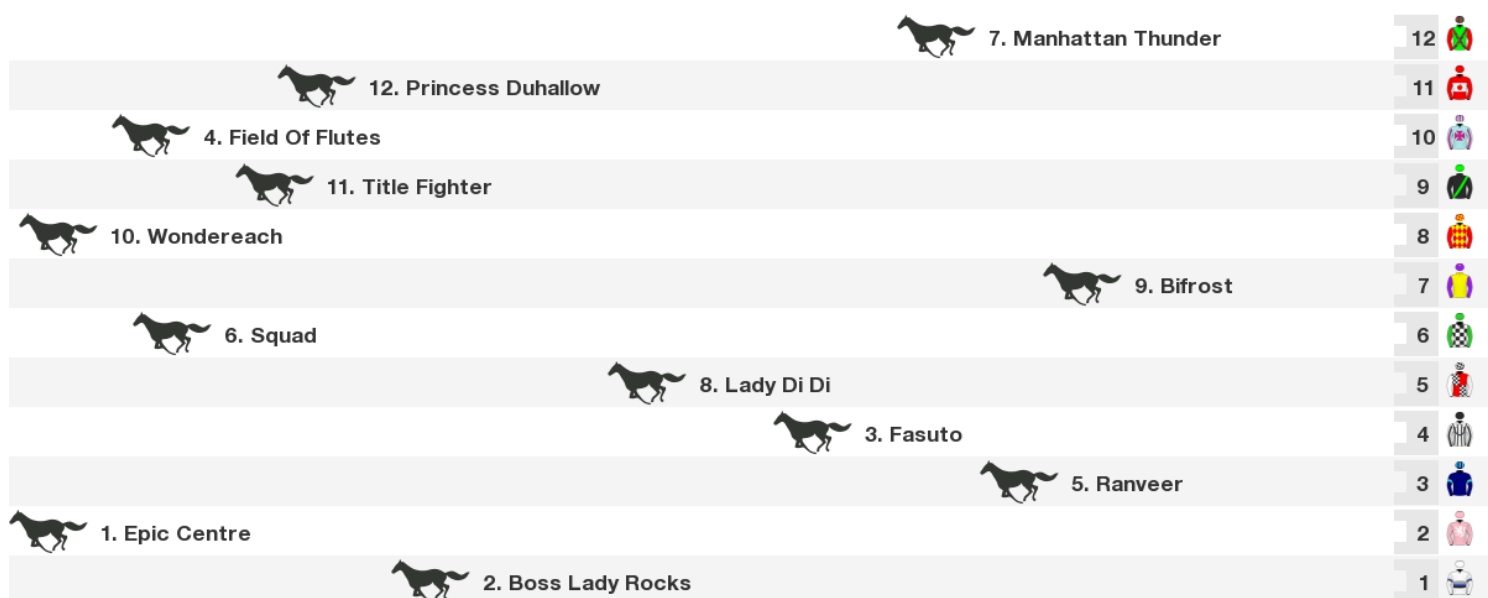 7. Manhattan Thunder 12
12. Princess Duhallow 11
4. Field Of Flutes 10
11. Title Fighter 9
10. Wondereach 8
9. Bifrost 7
6. Squad 6
8. Lady Di Di 5
3. Fasuto 4
5. Ranveer 3
1. Epic Centre 2
2. Boss Lady Rocks 1